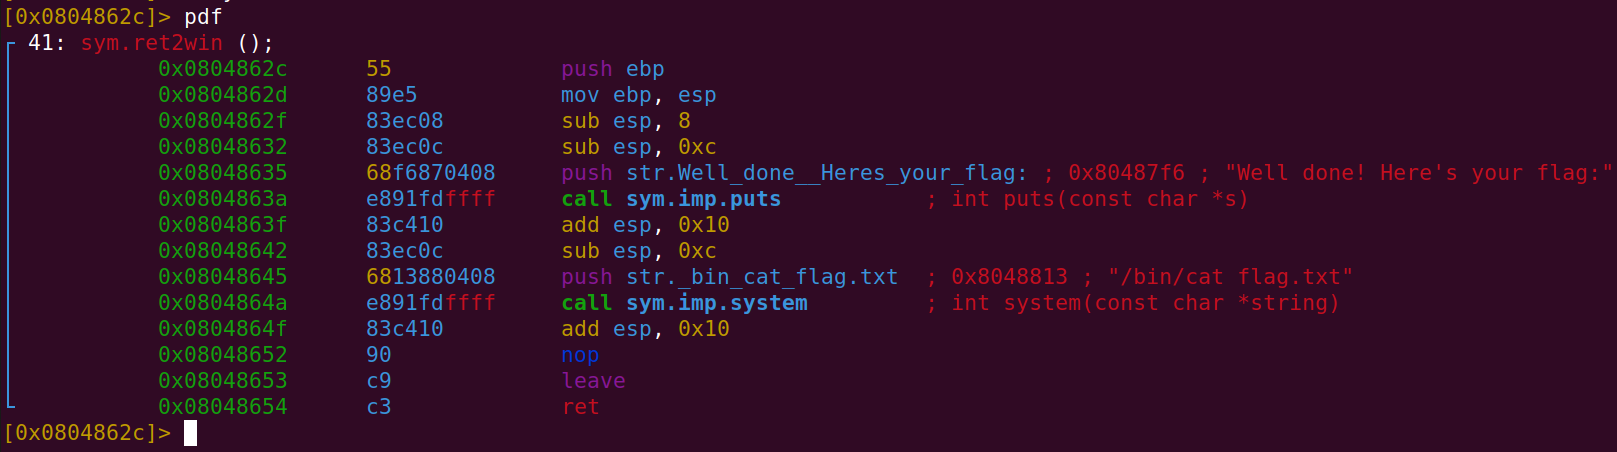 [0x0804862c]> pdf
41: sym.ret2win ();
0x0804862c 55 push ebp
0x0804862d 89e5 mov ebp, esp
0x0804862f 83ec08 sub esp, 8
0x08048632 83ec0c sub esp, 0xc
0x08048635 68f6870408 push str.Well_done__Heres_your_flag: ; 0x80487f6 ; "Well done! Here's your flag:"
0x0804863a e891fdffff call sym.imp.puts ; int puts(const char *s)
0x0804863f 83c410 add esp, 0x10
0x08048642 83ec0c sub esp, 0xc
0x08048645 6813880408 push str._bin_cat_flag.txt ; 0x8048813 ; "/bin/cat flag.txt"
0x0804864a e891fdffff call sym.imp.system ; int system(const char *string)
0x0804864f 83c410 add esp, 0x10
0x08048652 90 nop
0x08048653 c9 leave
0x08048654 c3 ret
[0x0804862c]>